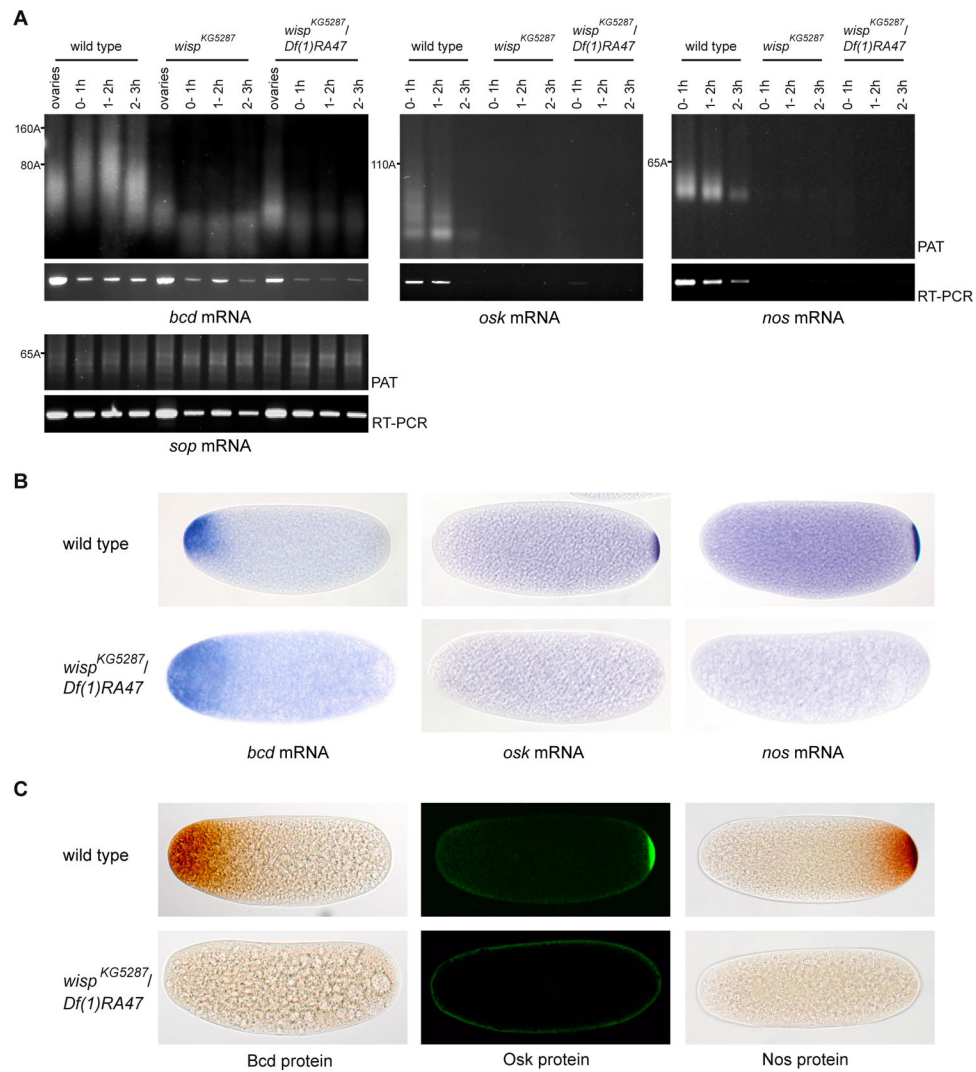 A
wild type
wisp^KG5287
wisp^KG5287/
Df(1)RA47
ovaries
0- 1h
1- 2h
2- 3h
ovaries
0- 1h
1- 2h
2- 3h
ovaries
0- 1h
1- 2h
2- 3h
160A
80A
bcd mRNA
wild type
wisp^KG5287
wisp^KG5287/
Df(1)RA47
0- 1h
1- 2h
2- 3h
0- 1h
1- 2h
2- 3h
0- 1h
1- 2h
2- 3h
110A
osk mRNA
wild type
wisp^KG5287
wisp^KG5287/
Df(1)RA47
0- 1h
1- 2h
2- 3h
0- 1h
1- 2h
2- 3h
0- 1h
1- 2h
2- 3h
65A
PAT
RT-PCR
nos mRNA
65A
PAT
RT-PCR
sop mRNA
B
wild type
wisp^KG5287/
Df(1)RA47
bcd mRNA
osk mRNA
nos mRNA
C
wild type
wisp^KG5287/
Df(1)RA47
Bcd protein
Osk protein
Nos protein